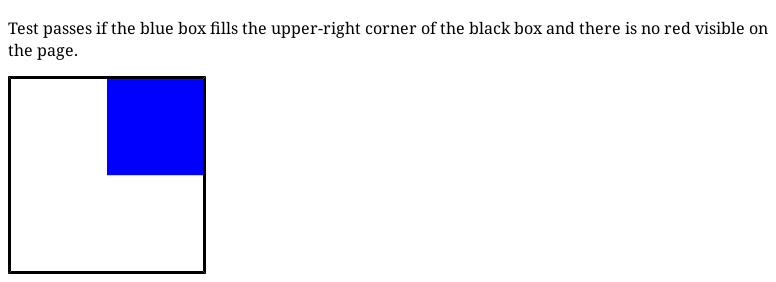 Test passes if the blue box fills the upper-right corner of the black box and there is no red visible on
the page.